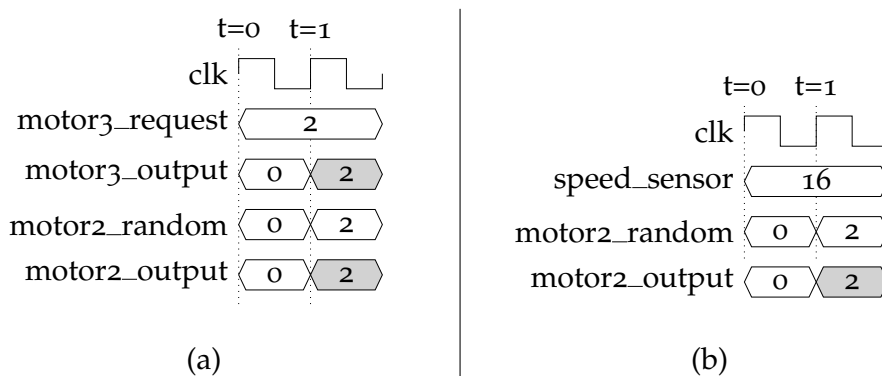 t=0 t=1
clk
motor3_request 2
motor3_output 0 2
motor2_random 0 2
motor2_output 0 2
(a)
t=0 t=1
clk
speed_sensor 16
motor2_random 0 2
motor2_output 0 2
(b)